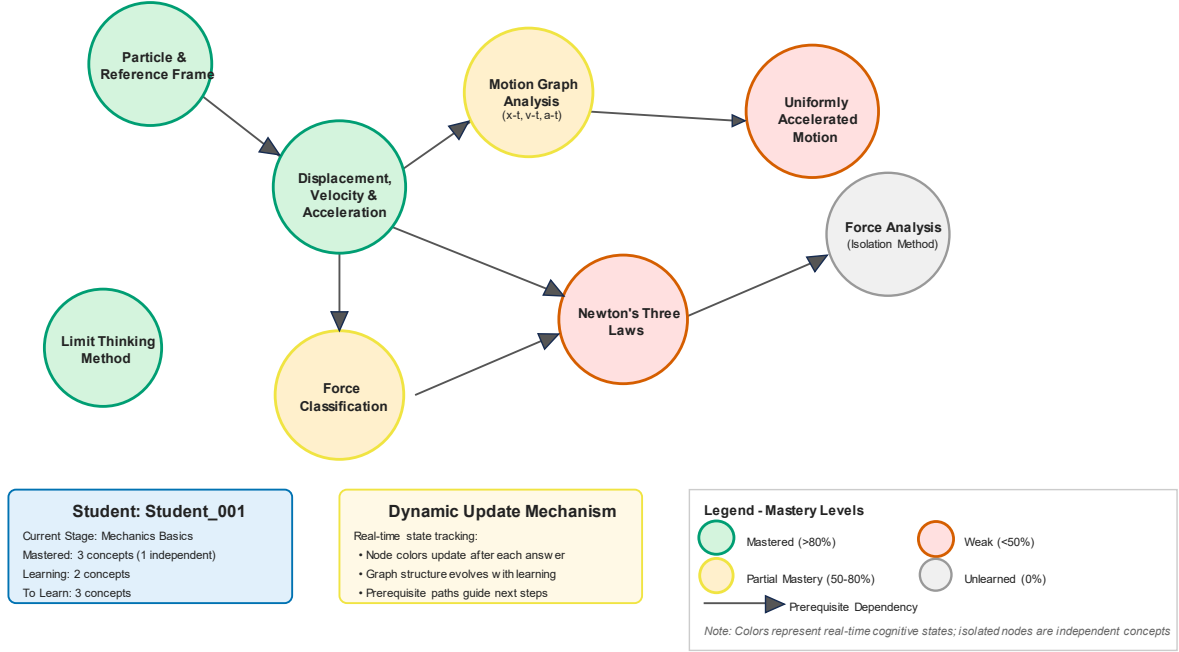 Particle &
Reference Frame
Motion Graph
Analysis
(x-t, v-t, a-t)
Uniformly
Accelerated
Motion
Displacement,
Velocity &
Acceleration
Force Analysis
(Isolation Method)
Newton's Three
Laws
Limit Thinking
Method
Force
Classification
Student: Student_001
Current Stage: Mechanics Basics
Mastered: 3 concepts (1 independent)
Learning: 2 concepts
To Learn: 3 concepts
Dynamic Update Mechanism
Real-time state tracking:
• Node colors update after each answer
• Graph structure evolves with learning
• Prerequisite paths guide next steps
Legend - Mastery Levels
Mastered (>80%)
Weak (<50%)
Partial Mastery (50-80%)
Unlearned (0%)
Prerequisite Dependency
Note: Colors represent real-time cognitive states; isolated nodes are independent concepts